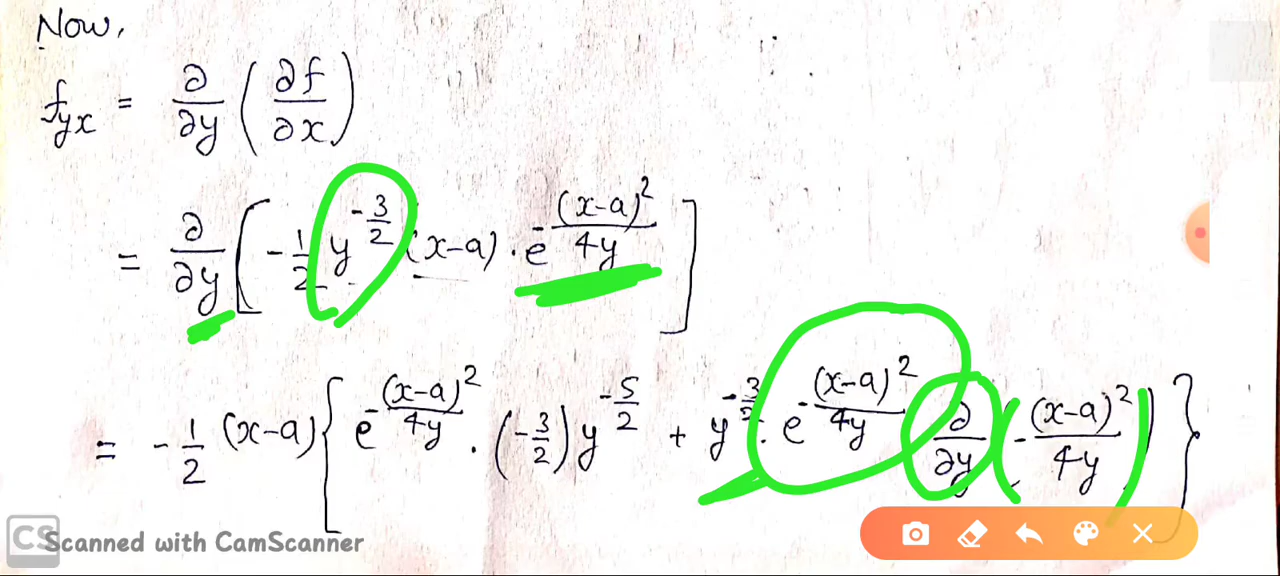 Now,
f_yx = ∂/∂y (∂f/∂x)
= ∂/∂y [-1/2 y^(-3/2) (x-a) · e^(-(x-a)^2/4y)]
= -1/2 (x-a) { e^(-(x-a)^2/4y) · (-3/2) y^(-5/2) + y^(-3/2) · e^(-(x-a)^2/4y) ∂/∂y (-(x-a)^2/4y) }
CS Scanned with CamScanner